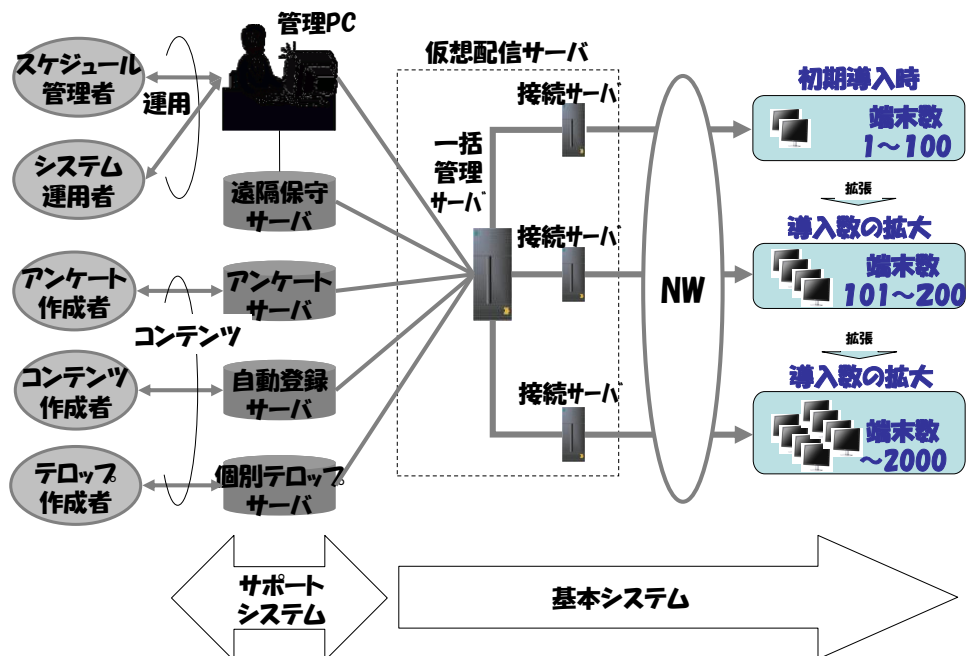 スケジュール
管理者
運用
システム
運用者
アンケート
作成者
コンテンツ
コンテンツ
作成者
テロップ
作成者
管理PC
遠隔保守
サーバ
アンケート
サーバ
自動登録
サーバ
個別テロップ
サーバ
仮想配信サーバ
接続サーバ
一括
管理
サーバ
接続サーバ
接続サーバ
NW
初期導入時
端末数
1～100
拡張
導入数の拡大
端末数
101～200
拡張
導入数の拡大
端末数
～2000
サポート
システム
基本システム